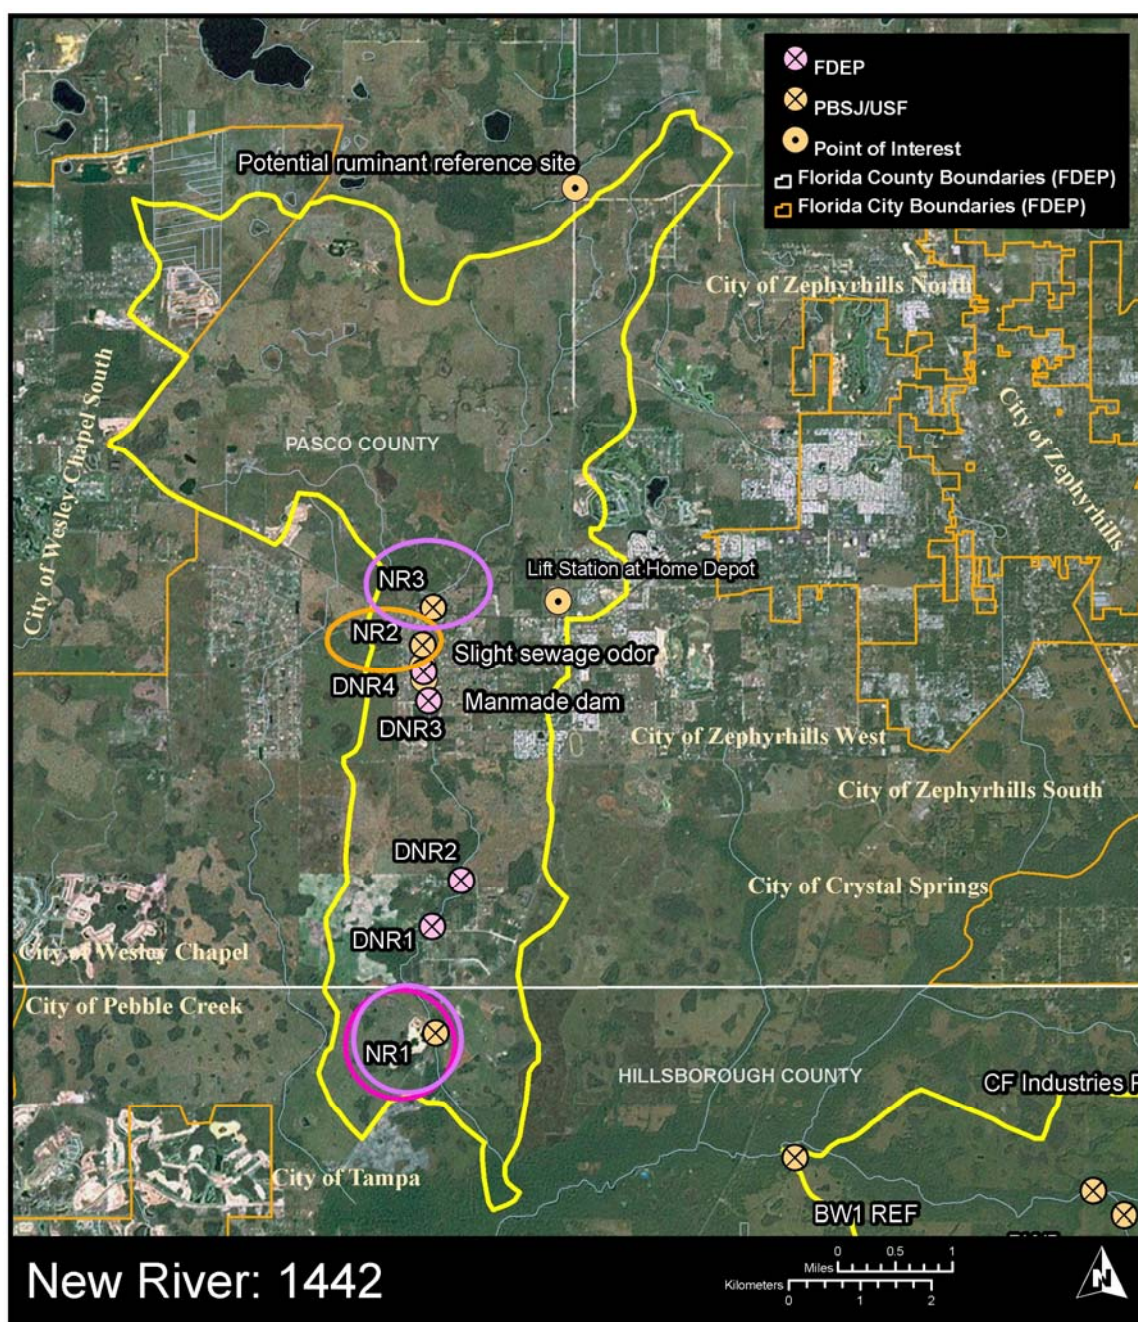 FDEP
PBSJ/USF
Point of Interest
Florida County Boundaries (FDEP)
Florida City Boundaries (FDEP)
Potential ruminant reference site
City of Zephyrhills North
City of Wesley Chapel South
City of Zephyrhills
PASCO COUNTY
NR3
Lift Station at Home Depot
NR2
Slight sewage odor
DNR4
Manmade dam
DNR3
City of Zephyrhills West
City of Zephyrhills South
DNR2
City of Crystal Springs
DNR1
City of Wesley Chapel
City of Pebble Creek
NR1
HILLSBOROUGH COUNTY
CF Industries
City of Tampa
BW1 REF
New River: 1442
0 0.5 1
Miles
Kilometers
0 1 2
N